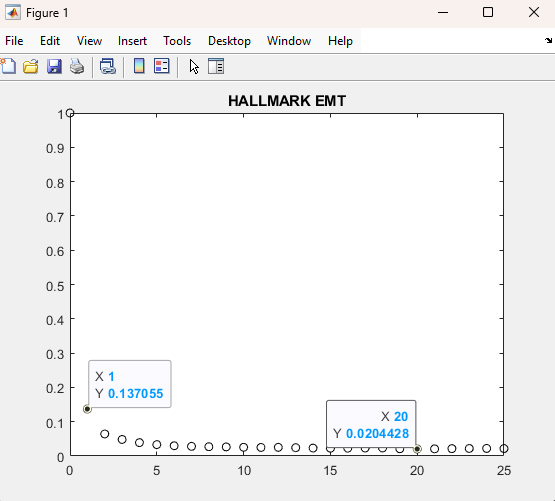 Figure 1
File Edit View Insert Tools Desktop Window Help
HALLMARK EMT
1
0.9
0.8
0.7
0.6
0.5
0.4
0.3
0.2
0.1
0
X 1
Y 0.137055
X 20
Y 0.0204428
0 5 10 15 20 25